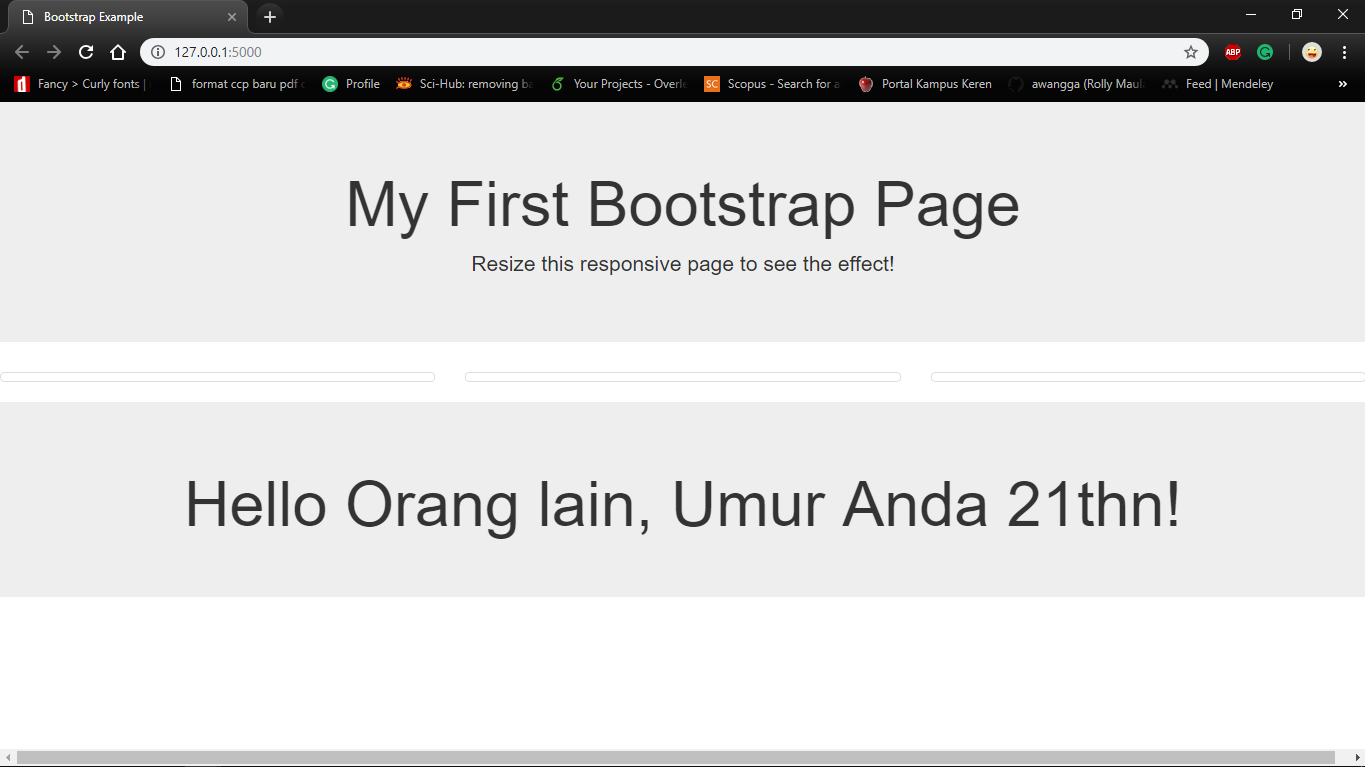 Bootstrap Example
127.0.0.1:5000
ABP
Fancy > Curly fonts |
format ccp baru pdf
Profile
Sci-Hub: removing ba
Your Projects - Overle
SC
Scopus - Search for a
Portal Kampus Keren
awangga (Rolly Maul
Feed | Mendeley
My First Bootstrap Page
Resize this responsive page to see the effect!
Hello Orang lain, Umur Anda 21thn!